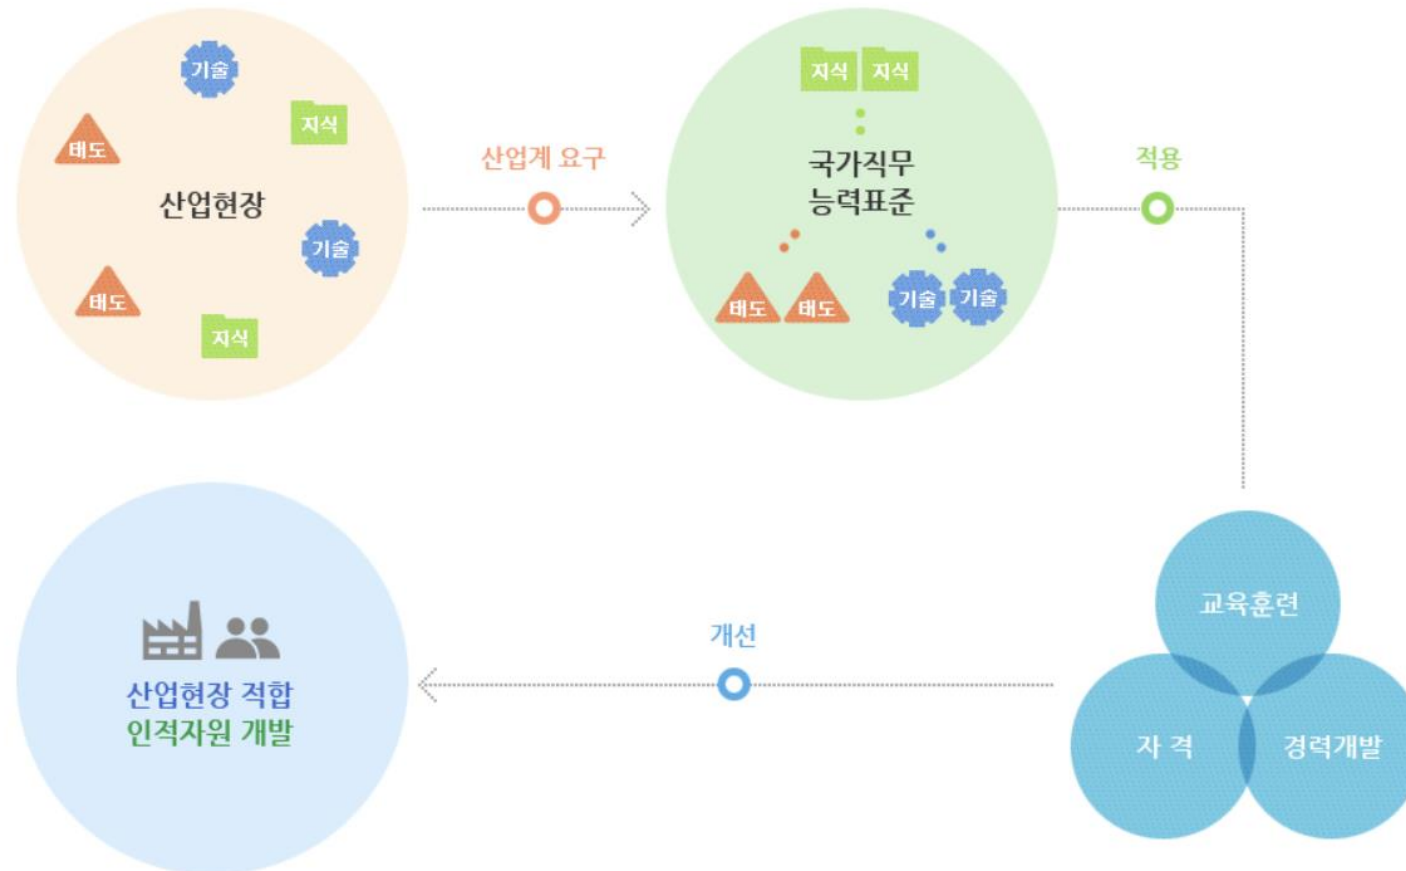 기술
지식
태도
산업현장
기술
태도
지식
산업계 요구
지식 지식
국가직무
능력표준
태도 태도
기술 기술
적용
교육훈련
자 격
경력개발
개선
산업현장 적합
인적자원 개발